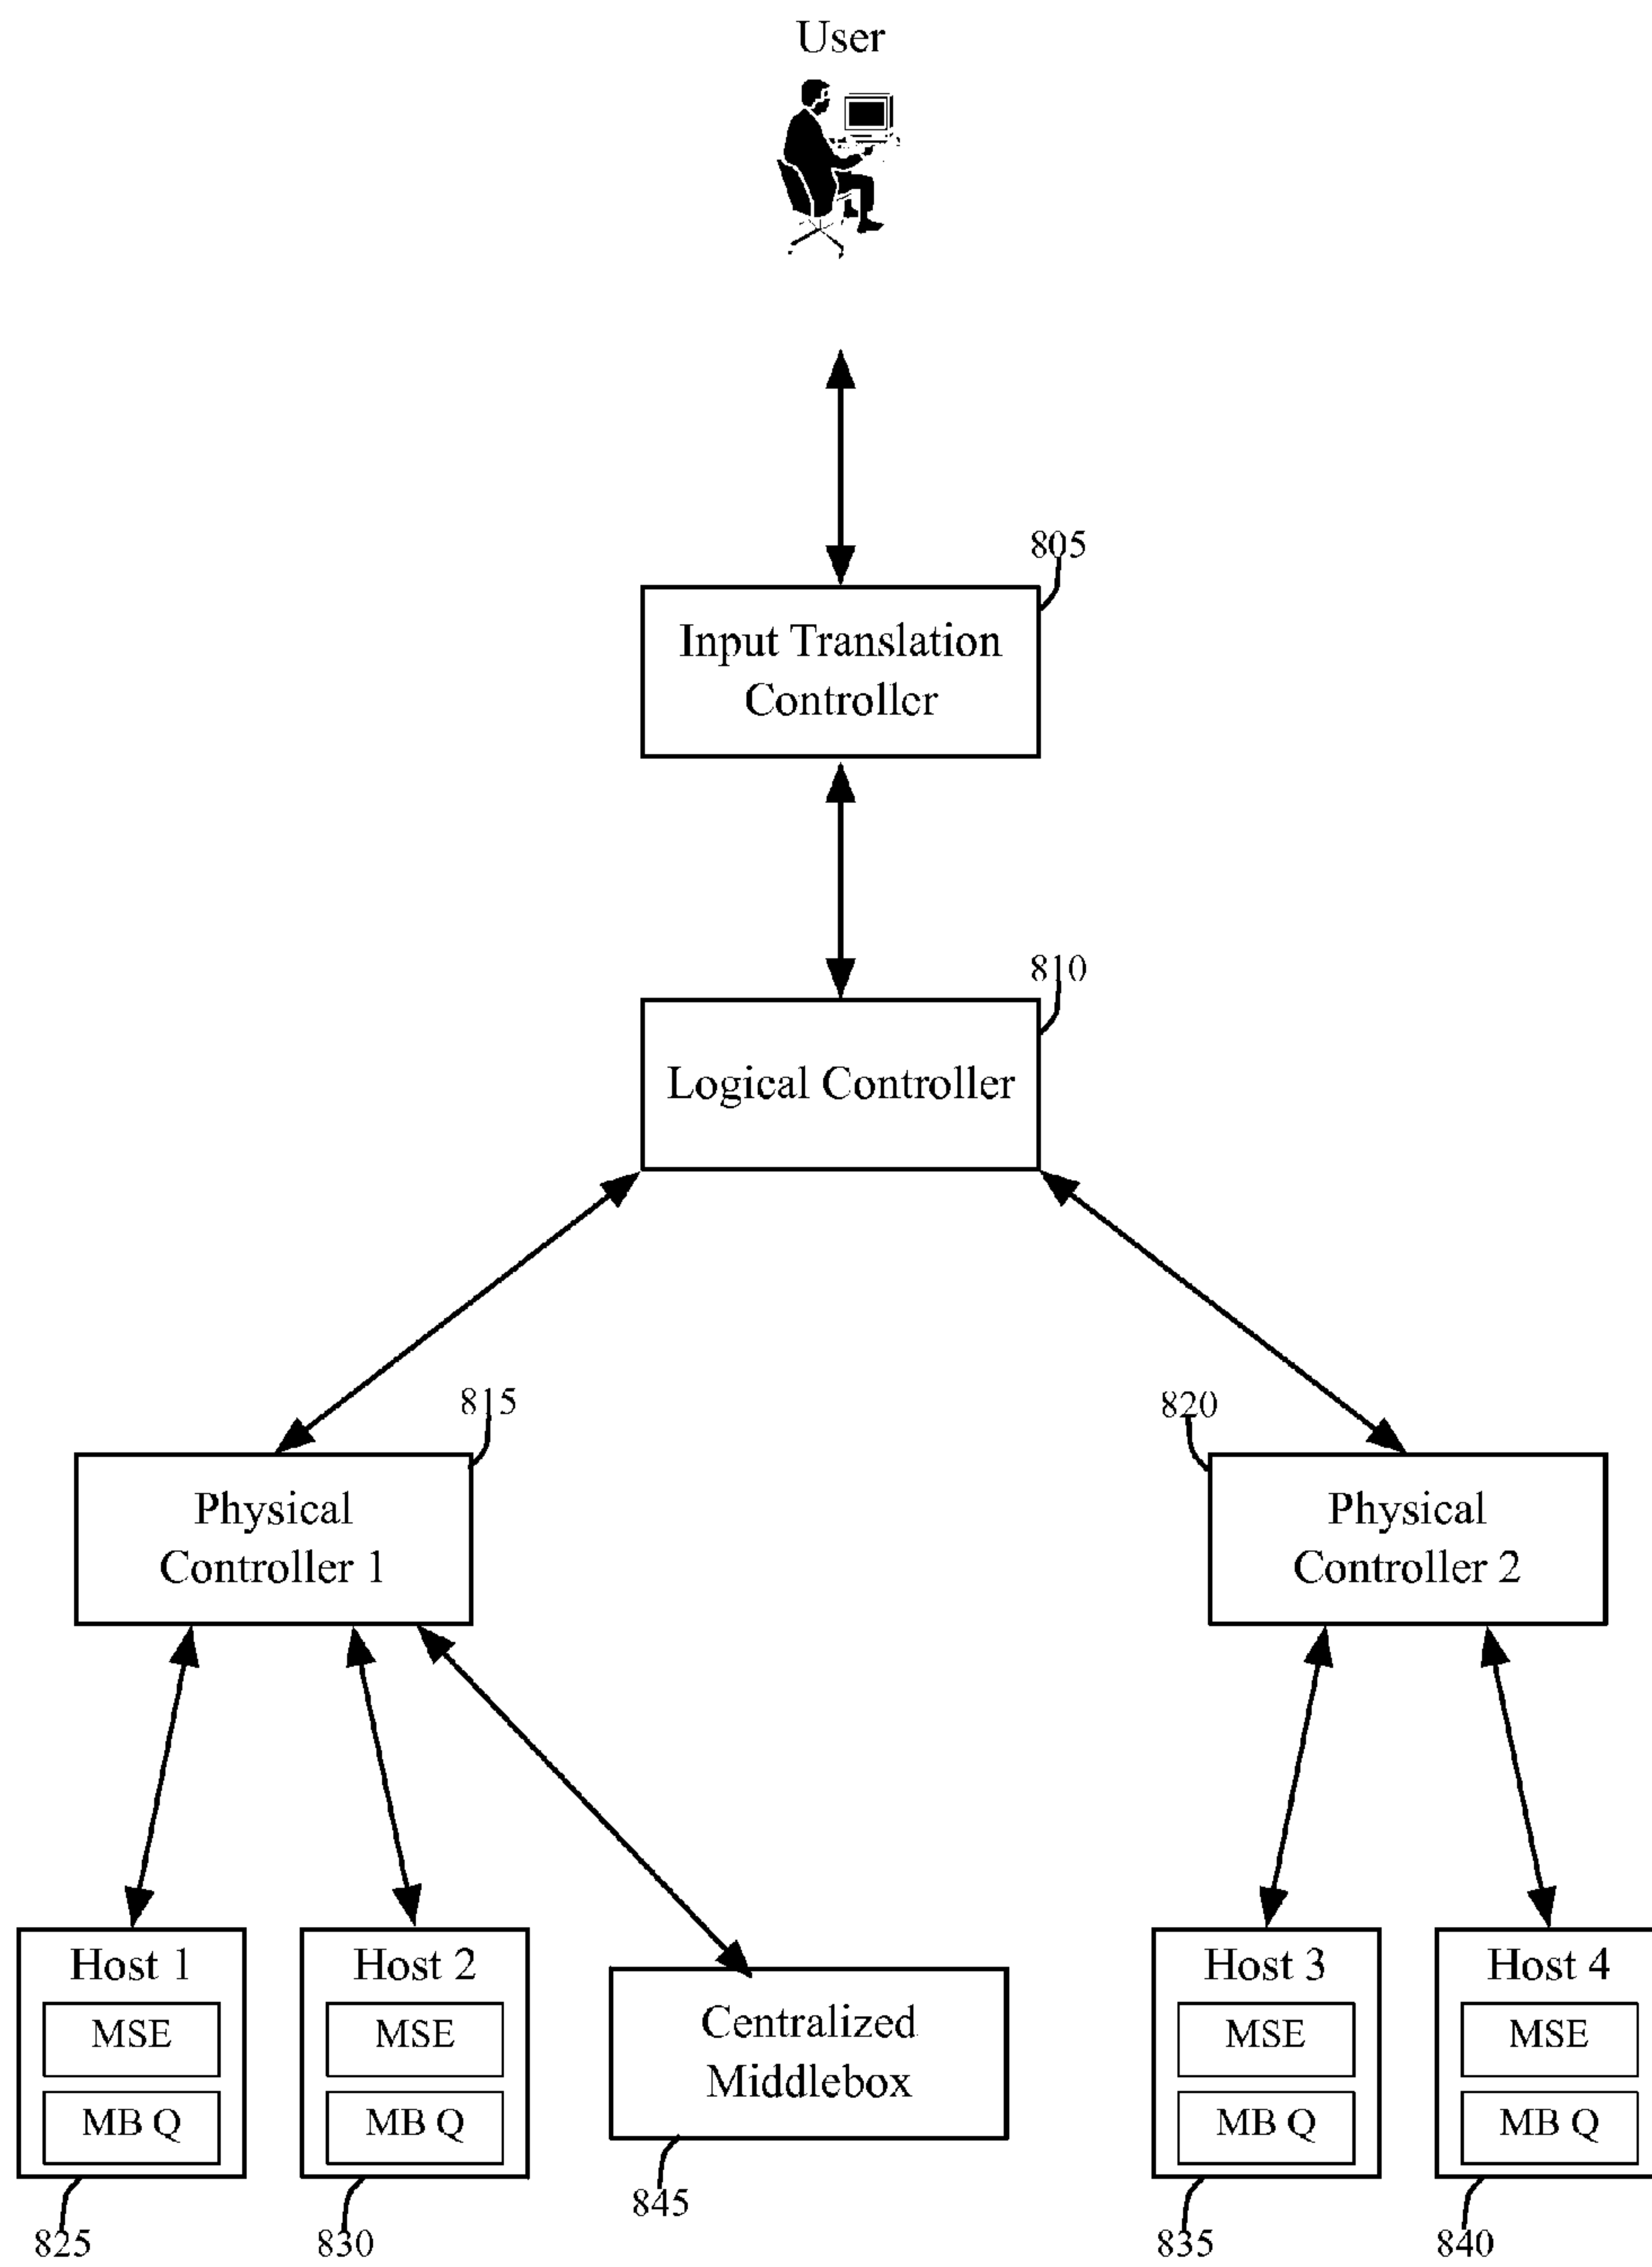 User
805
Input Translation
Controller
810
Logical Controller
815
820
Physical
Controller 1
Physical
Controller 2
Host 1
MSE
MB Q
Host 2
MSE
MB Q
Centralized
Middlebox
Host 3
MSE
MB Q
Host 4
MSE
MB Q
825
830
845
835
840